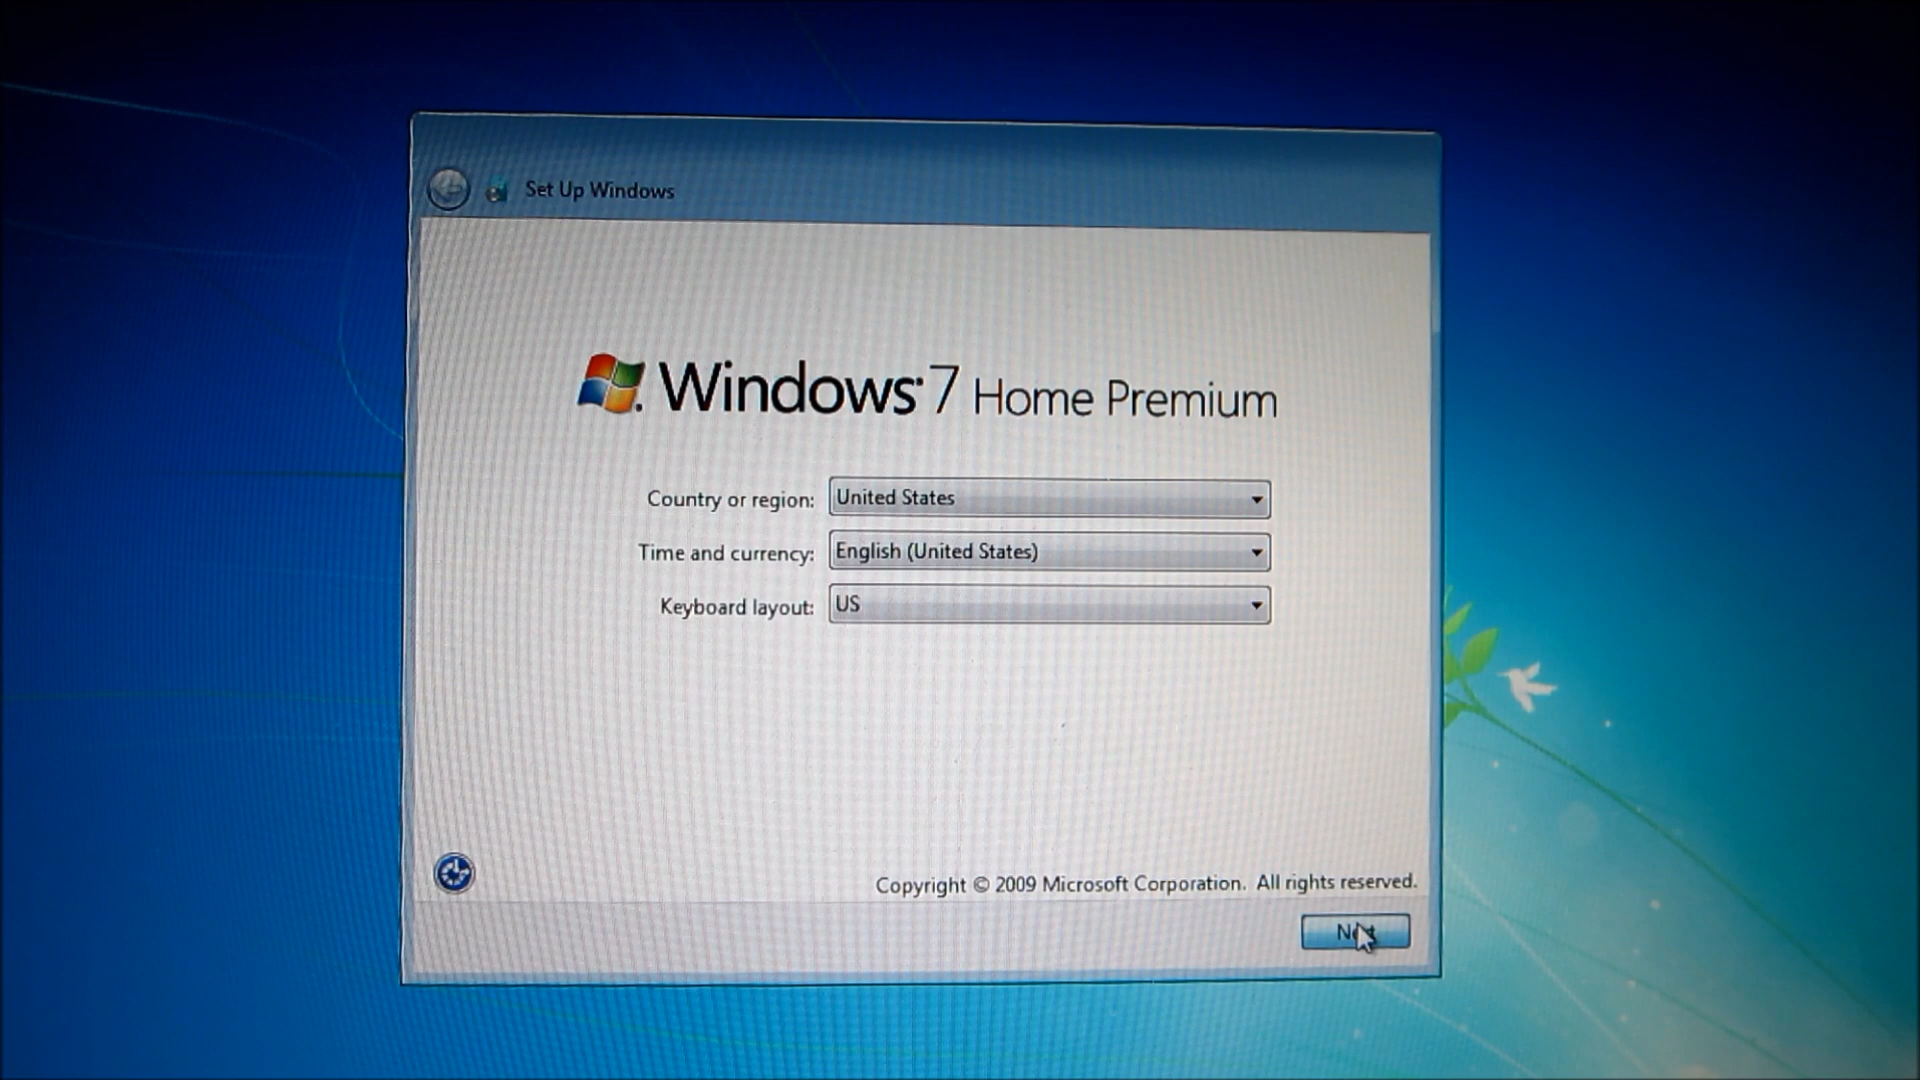 Set Up Windows
Windows 7 Home Premium
Country or region: United States
Time and currency: English (United States)
Keyboard layout: US
Copyright © 2009 Microsoft Corporation. All rights reserved.
Next